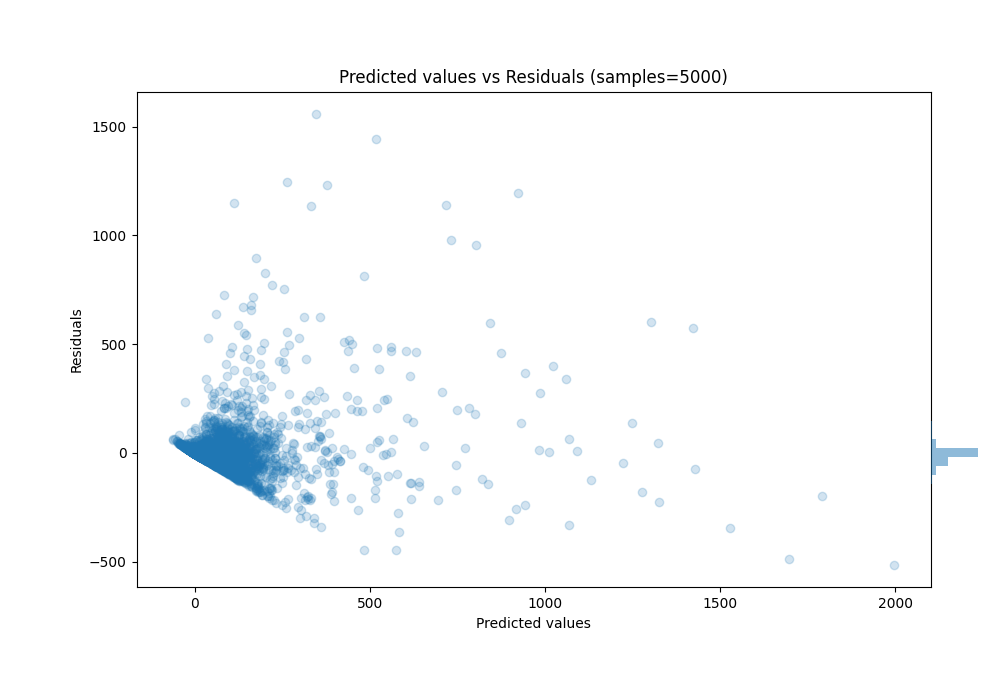 Predicted values vs Residuals (samples=5000)
1500
1000
500
0
−500
Residuals
0 500 1000 1500 2000
Predicted values